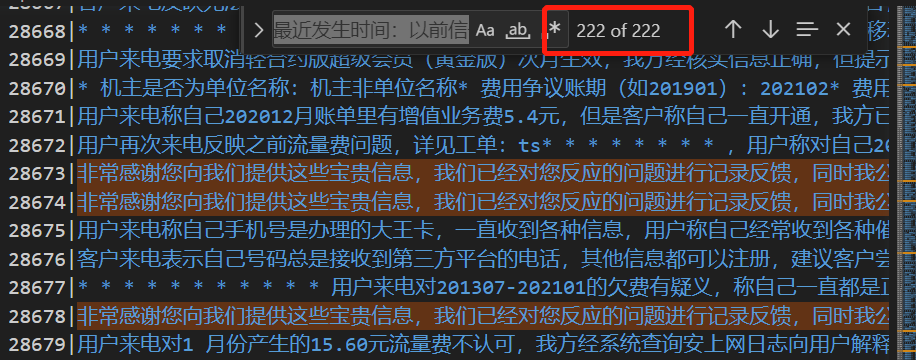 最近发生时间：以前信
Aa
ab
.*
222 of 222
28668
* * * * * * *
28669
用户来电要求取消轻合约版超级会员（黄金版）次月生效，我方经核实信息正确，但提示
28670
* 机主是否为单位名称：机主非单位名称* 费用争议账期（如201901）：202102* 费用
28671
用户来电称自己202012月账单里有增值业务费5.4元，但是客户称自己一直开通，我方已
28672
用户再次来电反映之前流量费问题，详见工单：ts* * * * * * * * ，用户称对自己20
28673
非常感谢您向我们提供这些宝贵信息，我们已经对您反应的问题进行记录反馈，同时我公
28674
非常感谢您向我们提供这些宝贵信息，我们已经对您反应的问题进行记录反馈，同时我公
28675
用户来电称自己手机号是办理的大王卡，一直收到各种信息，用户称自己经常收到各种催
28676
客户来电表示自己号码总是接收到第三方平台的电话，其他信息都可以注册，建议客户尝
28677
* * * * * * * * * * * 用户来电对201307-202101的欠费有疑义，称自己一直都是正
28678
非常感谢您向我们提供这些宝贵信息，我们已经对您反应的问题进行记录反馈，同时我公
28679
用户来电对1 月份产生的15.60元流量费不认可，我方经系统查询安上网日志向用户解释